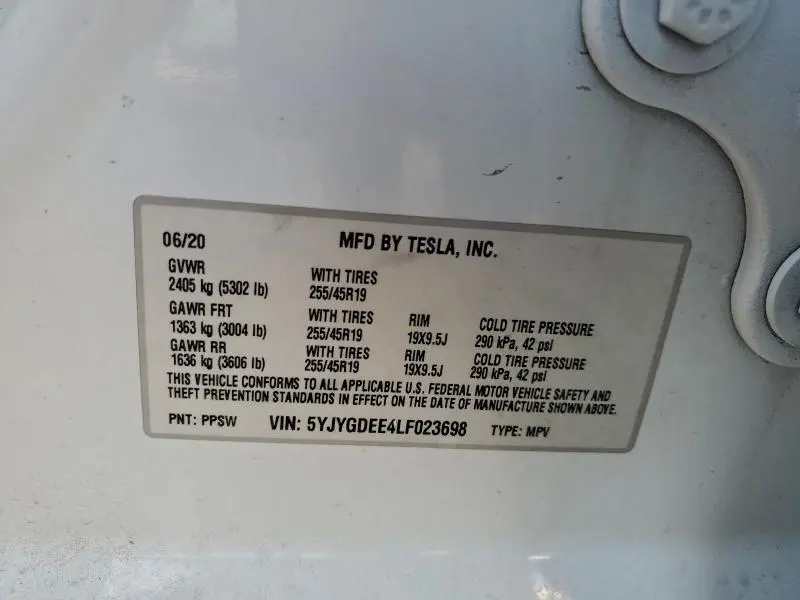 06/20 MFD BY TESLA, INC.
GVWR
2405 kg (5302 lb) WITH TIRES
255/45R19
GAWR FRT
1363 kg (3004 lb) WITH TIRES
255/45R19 RIM
19X9.5J COLD TIRE PRESSURE
290 kPa, 42 psi
GAWR RR
1636 kg (3606 lb) WITH TIRES
255/45R19 RIM
19X9.5J COLD TIRE PRESSURE
290 kPa, 42 psi
THIS VEHICLE CONFORMS TO ALL APPLICABLE U.S. FEDERAL MOTOR VEHICLE SAFETY AND
THEFT PREVENTION STANDARDS IN EFFECT ON THE DATE OF MANUFACTURE SHOWN ABOVE.
PNT: PPSW VIN: 5YJYGDEE4LF023698 TYPE: MPV